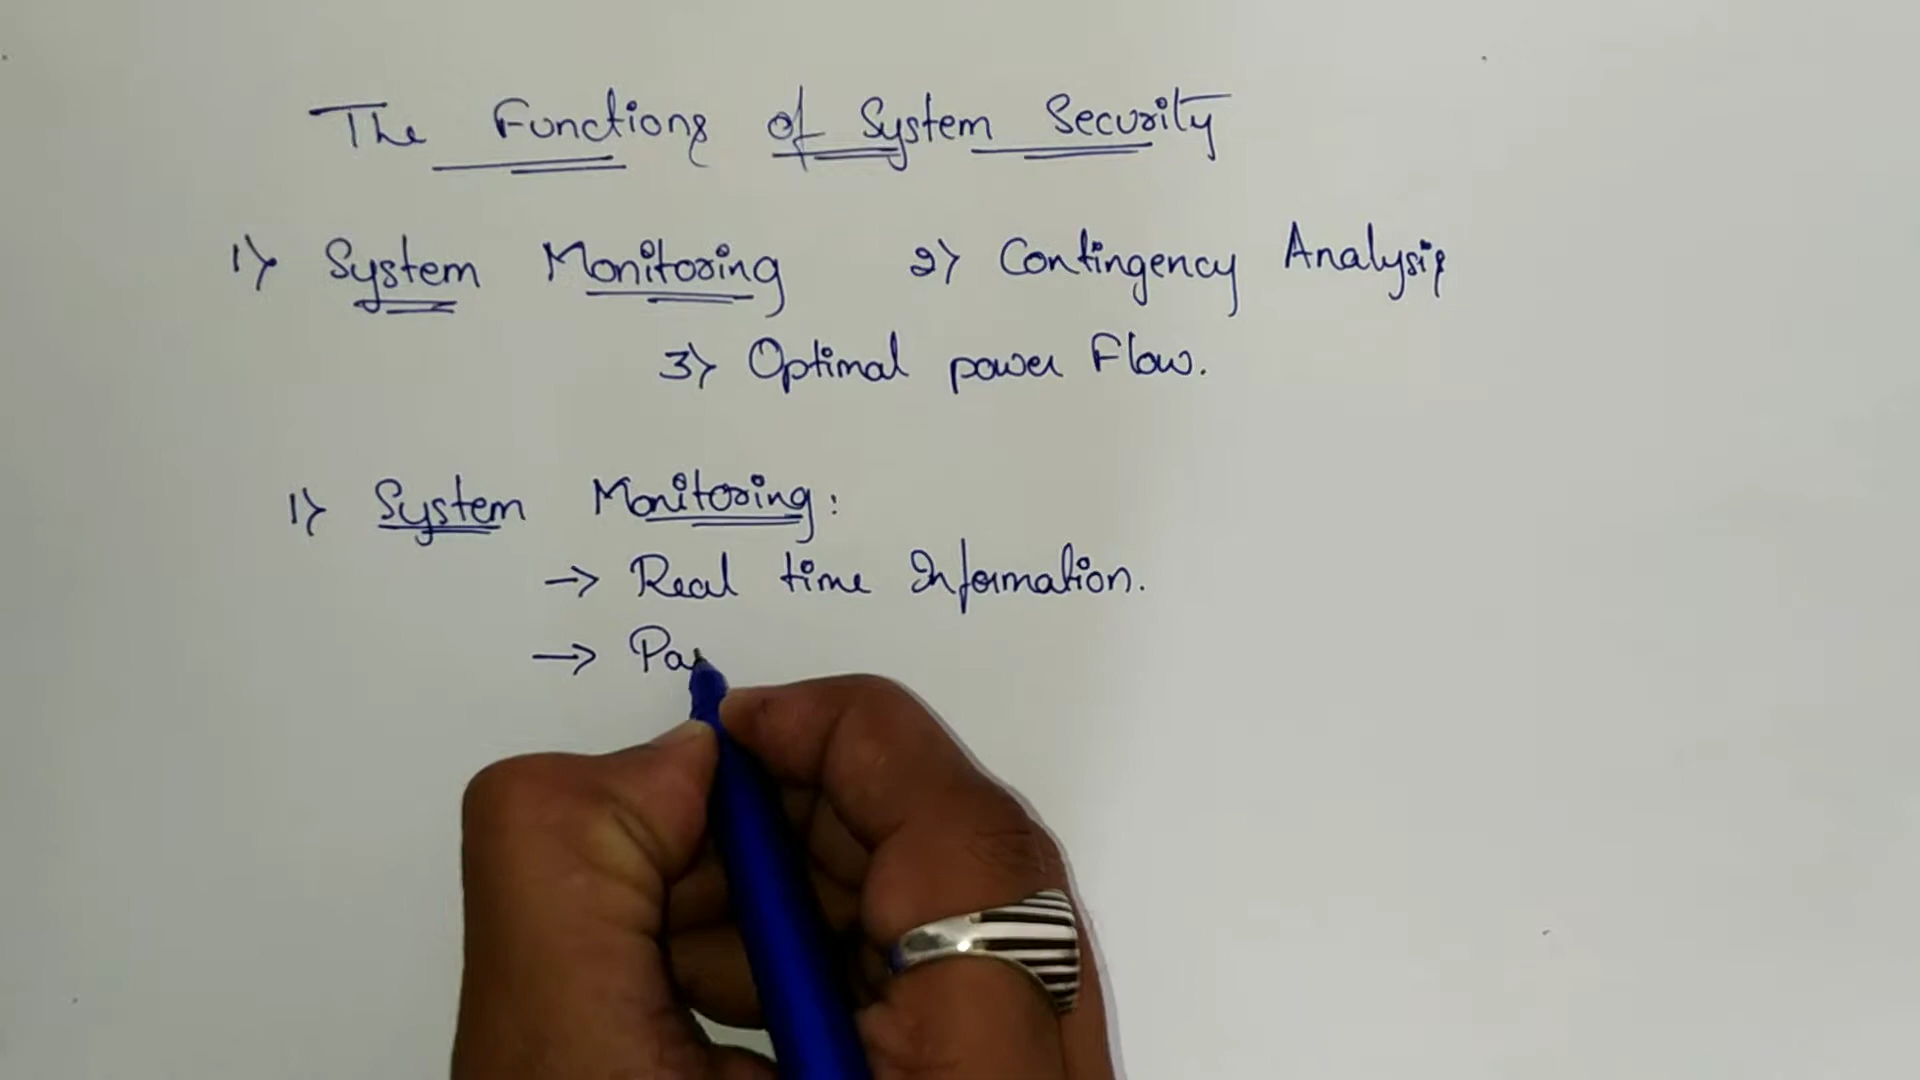 The Functions of System Security
1) System Monitoring 2) Contingency Analysis
3) Optimal power Flow.
1) System Monitoring:
→ Real time Information.
→ Pa